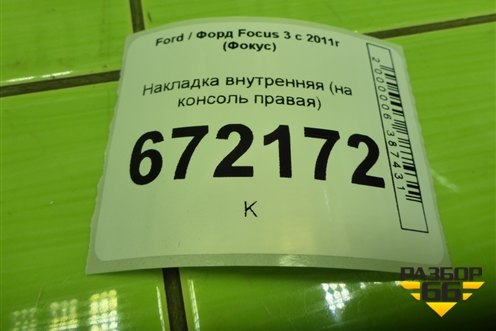 Ford / Форд Focus 3 с 2011г
(Фокус)
Накладка внутренняя (на
консоль правая)
672172
К
2000006387431
РАЗБОР
66